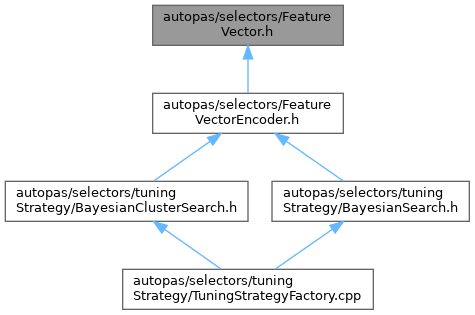 autopas/selectors/Feature
Vector.h
autopas/selectors/Feature
VectorEncoder.h
autopas/selectors/tuning
Strategy/BayesianClusterSearch.h
autopas/selectors/tuning
Strategy/BayesianSearch.h
autopas/selectors/tuning
Strategy/TuningStrategyFactory.cpp